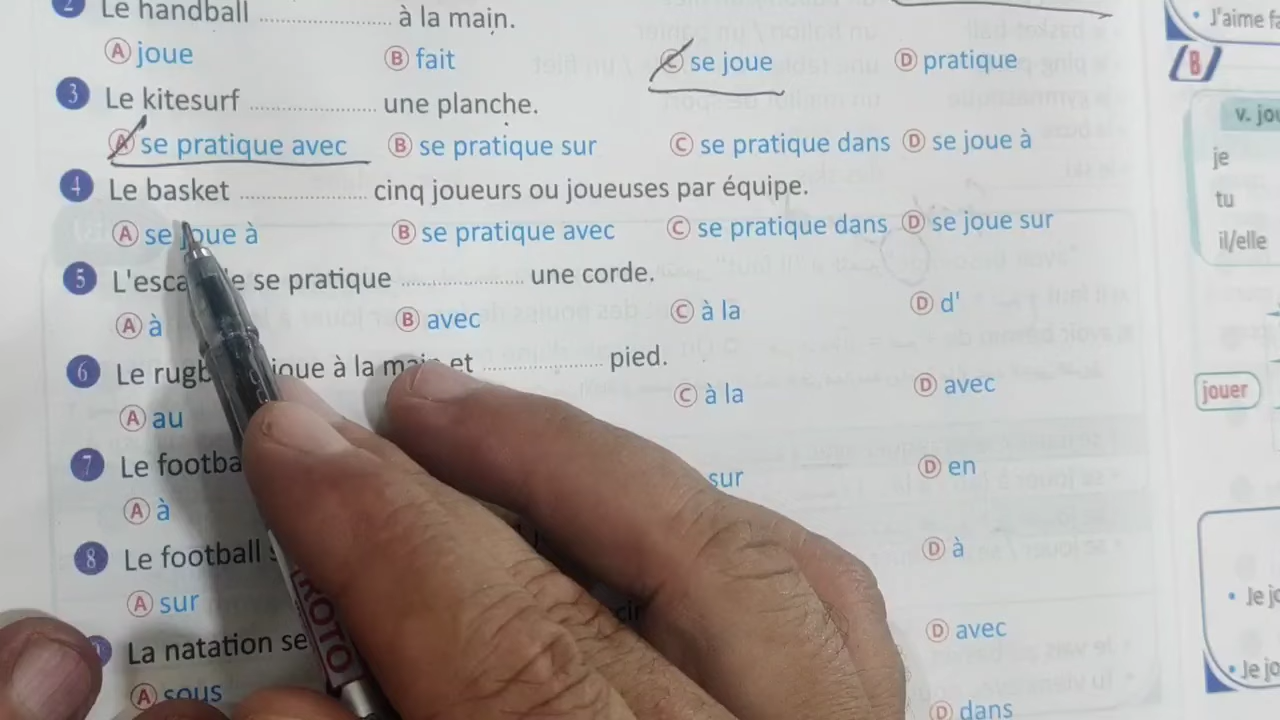 2 Le handball ............ à la main.
A joue B fait C se joue D pratique
3 Le kitesurf ............ une planche.
A se pratique avec B se pratique sur C se pratique dans D se joue à
4 Le basket ............ cinq joueurs ou joueuses par équipe.
A se joue à B se pratique avec C se pratique dans D se joue sur
5 L'esca e se pratique ............ une corde.
A à B avec C à la D d'
6 Le rugb joue à la main et ............ pied.
A au C à la D avec
7 Le footba
A à sur D en
8 Le football s
A sur D à
La natation se
D avec
A sous
D dans
J'aime fa
B
v. jou
je
tu
il/elle
jouer
• Je jo
• Je jo
ROTO